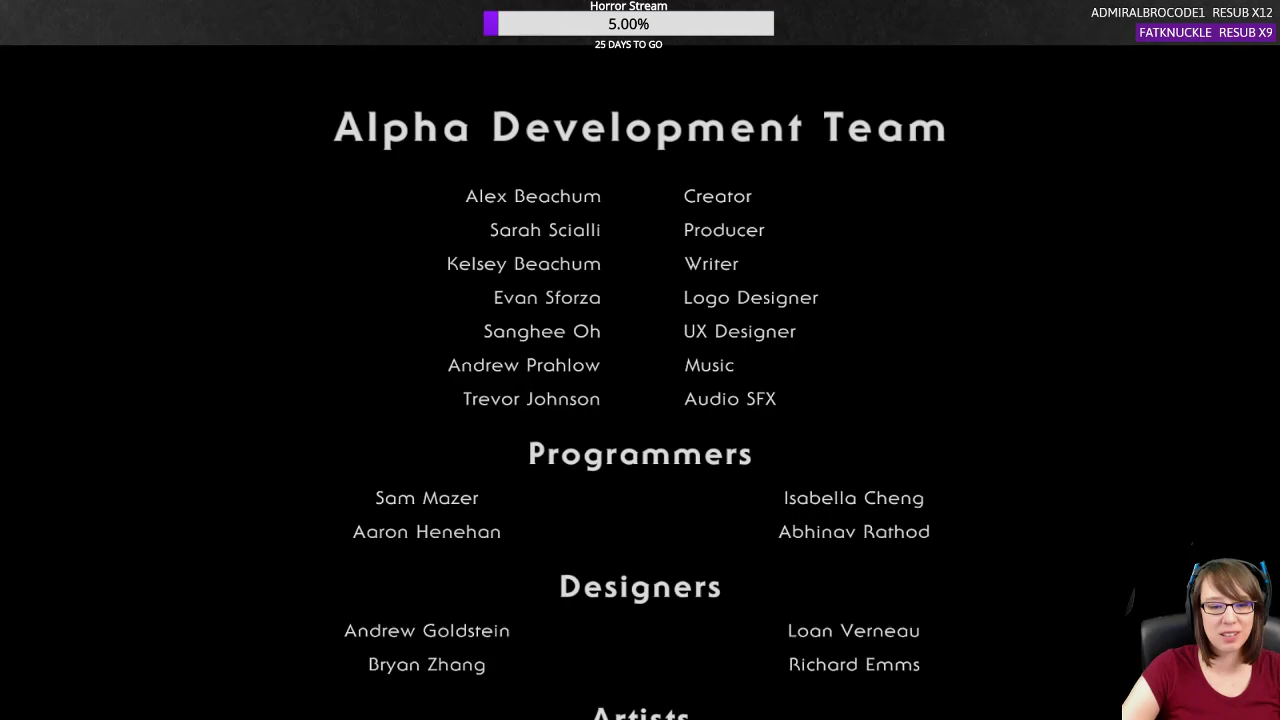 Horror Stream
5.00%
25 DAYS TO GO
ADMIRALBROCODE1 RESUB X12
FATKNUCKLE RESUB X9
Alpha Development Team
Alex Beachum Creator
Sarah Scialli Producer
Kelsey Beachum Writer
Evan Sforza Logo Designer
Sanghee Oh UX Designer
Andrew Prahlow Music
Trevor Johnson Audio SFX
Programmers
Sam Mazer Isabella Cheng
Aaron Henehan Abhinav Rathod
Designers
Andrew Goldstein Loan Verneau
Bryan Zhang Richard Emms
Artists